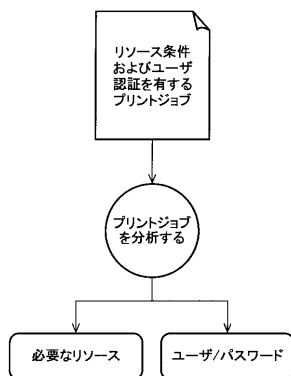 リソース条件
およびユーザ
認証を有する
プリントジョブ
プリントジョブ
を分析する
必要なリソース
ユーザ/パスワード